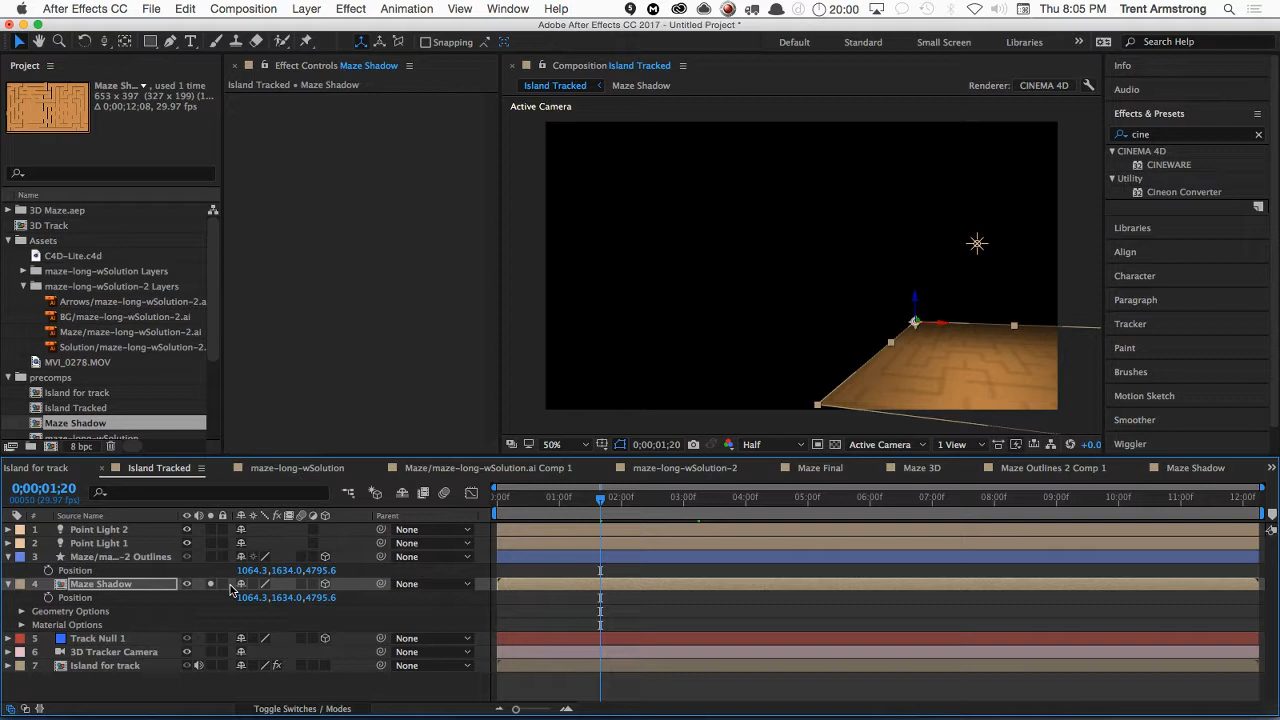 After Effects CC File Edit Composition Layer Effect Animation View Window Help 5 20:00 Thu 8:05 PM Trent Armstrong
Adobe After Effects CC 2017 - Untitled Project *
Snapping Default Standard Small Screen Libraries Search Help
Project
Maze Sh... , used 1 time
653 x 397 (327 x 199) (1...
Δ 0;00;12;08, 29.97 fps
Name
3D Maze.aep
3D Track
Assets
C4D-Lite.c4d
maze-long-wSolution Layers
maze-long-wSolution-2 Layers
Arrows/maze-long-wSolution-2.a
BG/maze-long-wSolution-2.ai
Maze/maze-long-wSolution-2.ai
Solution/maze-long-wSolution-2.
MVI_0278.MOV
precomps
Island for track
Island Tracked
Maze Shadow
maze-long-wSolution
8 bpc
Effect Controls Maze Shadow
Island Tracked • Maze Shadow
Composition Island Tracked
Island Tracked Maze Shadow Renderer: CINEMA 4D
Active Camera
50% 0;00;01;20 Half Active Camera 1 View +0.0
Info
Audio
Effects & Presets
cine
CINEMA 4D
CINEWARE
Utility
Cineon Converter
Libraries
Align
Character
Paragraph
Tracker
Paint
Brushes
Motion Sketch
Smoother
Wiggler
Island for track Island Tracked maze-long-wSolution Maze/maze-long-wSolution.ai Comp 1 maze-long-wSolution-2 Maze Final Maze 3D Maze Outlines 2 Comp 1 Maze Shadow
0;00;01;20
00050 (29.97 fps)
:00f 01:00f 02:00f 03:00f 04:00f 05:00f 06:00f 07:00f 08:00f 09:00f 10:00f 11:00f 12:00f
# Source Name Parent
1 Point Light 2 None
2 Point Light 1 None
3 Maze/ma...-2 Outlines None
Position 1064.3,1634.0,4795.6
4 Maze Shadow None
Position 1064.3,1634.0,4795.6
Geometry Options
Material Options
5 Track Null 1 None
6 3D Tracker Camera None
7 Island for track fx None
Toggle Switches / Modes